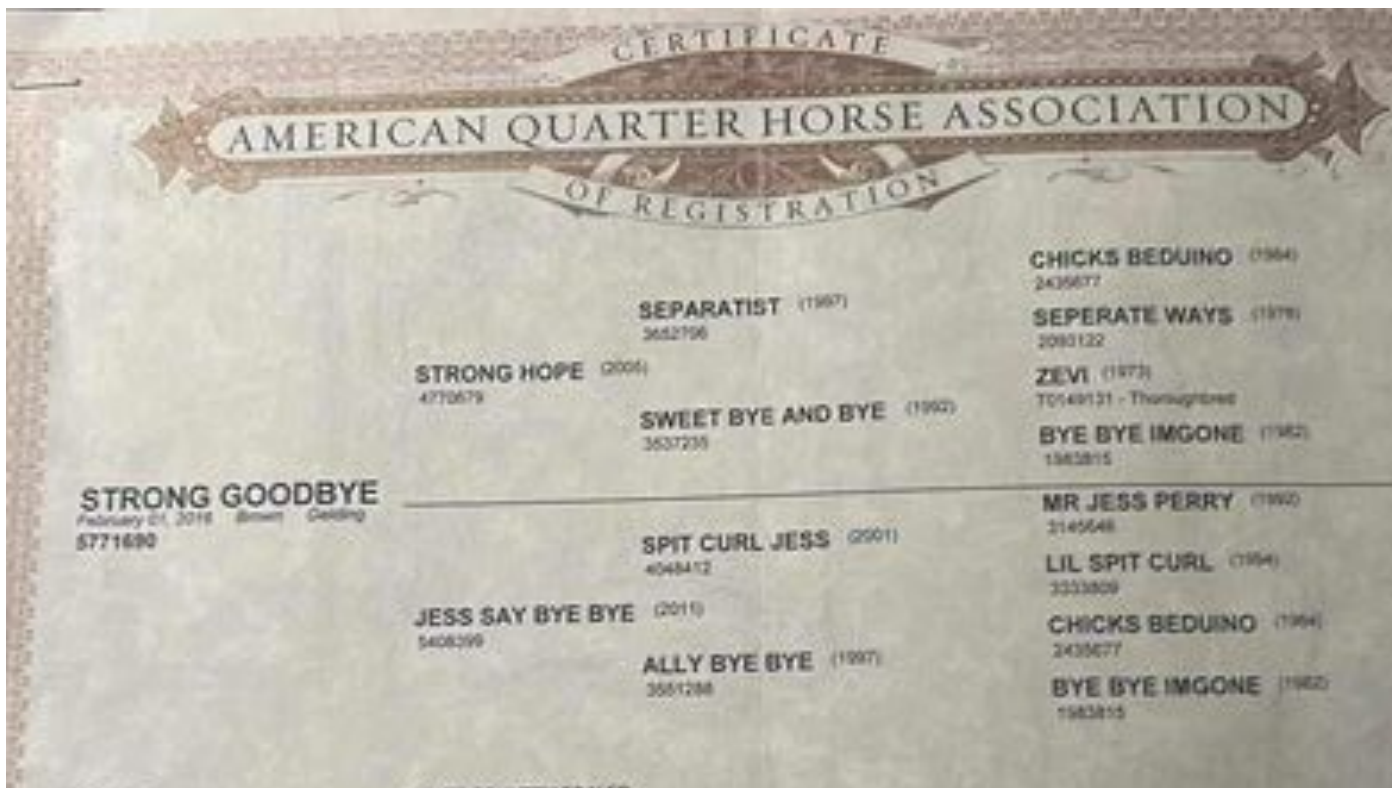 CERTIFICATE
AMERICAN QUARTER HORSE ASSOCIATION
OF REGISTRATION
CHICKS BEDUINO (1984)
2435677
SEPARATIST (1997)
3652796
SEPERATE WAYS (1978)
2093122
STRONG HOPE (2005)
4770679
ZEVI (1973)
T0149131 - Thoroughbred
SWEET BYE AND BYE (1992)
3537235
BYE BYE IMGONE (1982)
1983815
STRONG GOODBYE
February 01, 2016 Brown Gelding
5771690
MR JESS PERRY (1992)
3145646
SPIT CURL JESS (2001)
4048412
LIL SPIT CURL (1994)
3333809
JESS SAY BYE BYE (2011)
5408399
CHICKS BEDUINO (1984)
2435677
ALLY BYE BYE (1997)
3551288
BYE BYE IMGONE (1982)
1983815